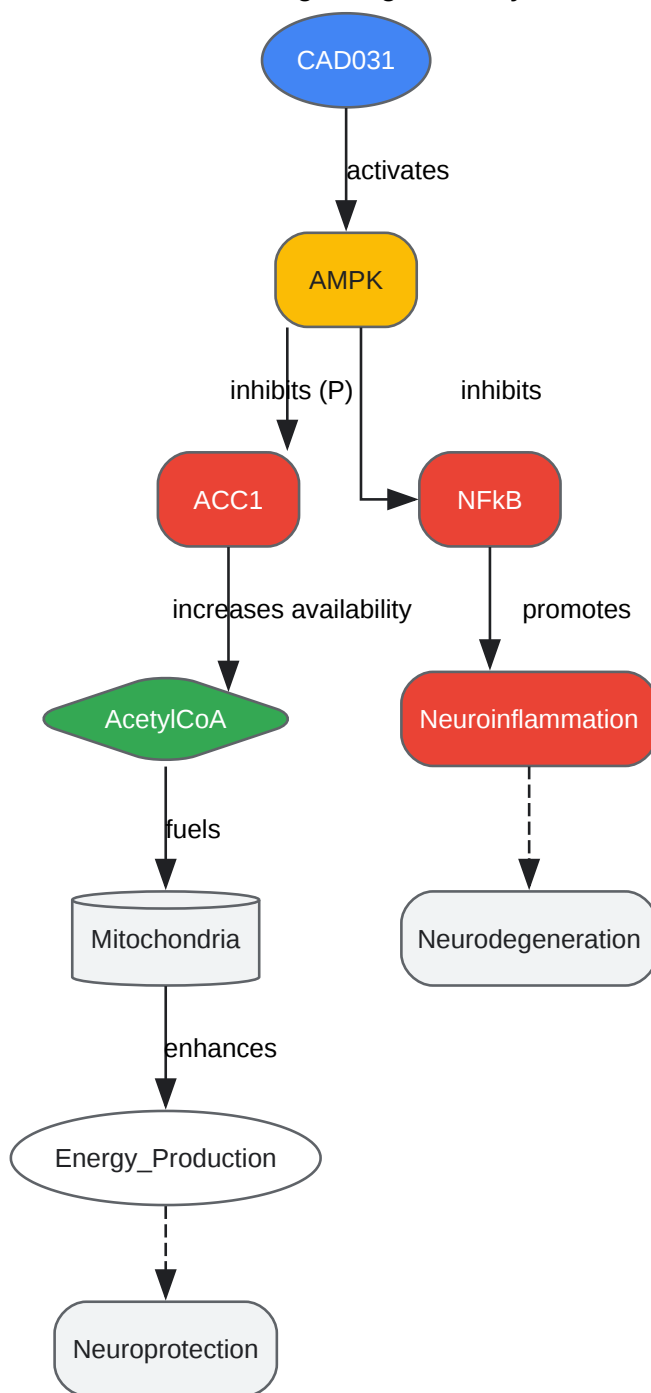 CAD031
activates
AMPK
inhibits (P)
inhibits
ACC1
NFkB
increases availability
promotes
AcetylCoA
Neuroinflammation
fuels
Mitochondria
Neurodegeneration
enhances
Energy_Production
Neuroprotection